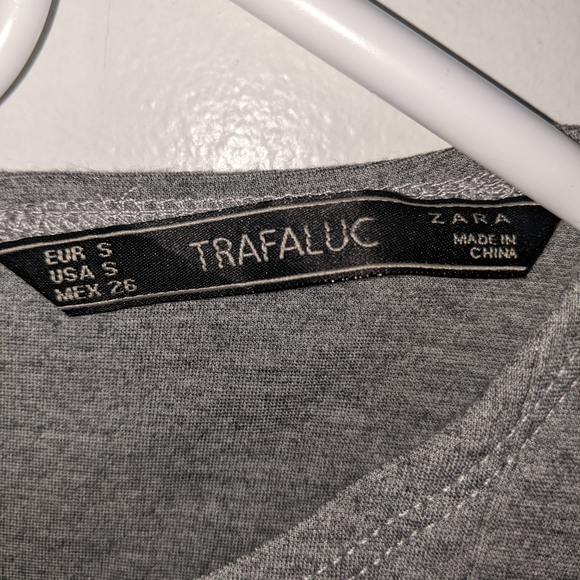 EUR S
USA S
MEX 26
TRAFALUC
ZARA
MADE IN
CHINA